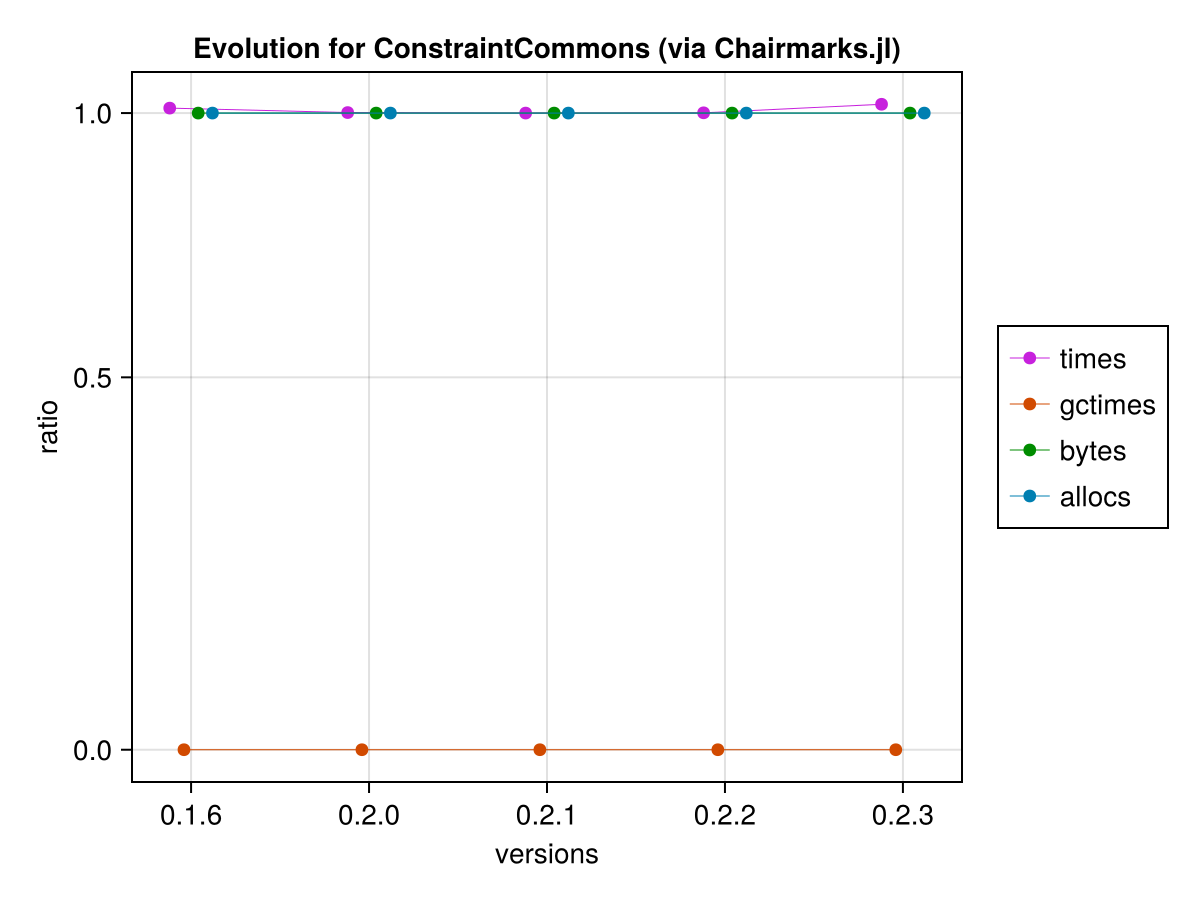 Evolution for ConstraintCommons (via Chairmarks.jl)
1.0
0.5
0.0
ratio
0.1.6
0.2.0
0.2.1
0.2.2
0.2.3
versions
times
gctimes
bytes
allocs